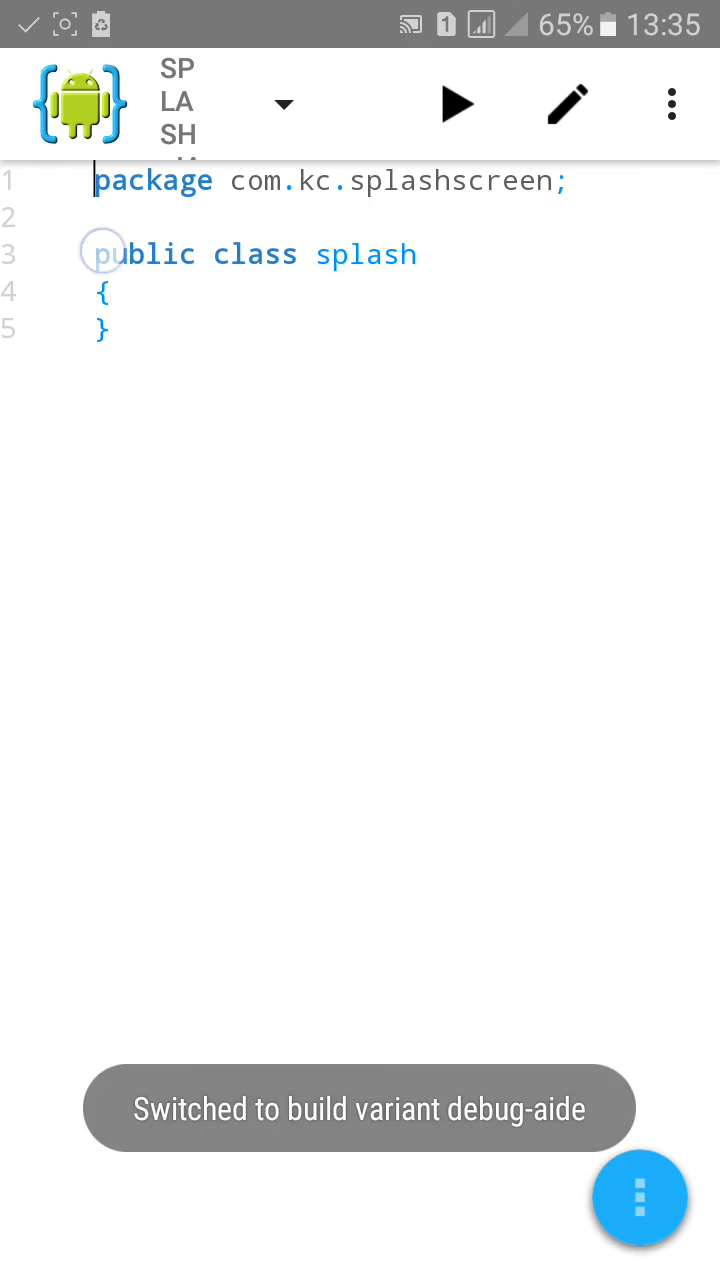 1 65% 13:35
SP
LA
SH
1 package com.kc.splashscreen;
2
3 public class splash
4 {
5 }
Switched to build variant debug-aide